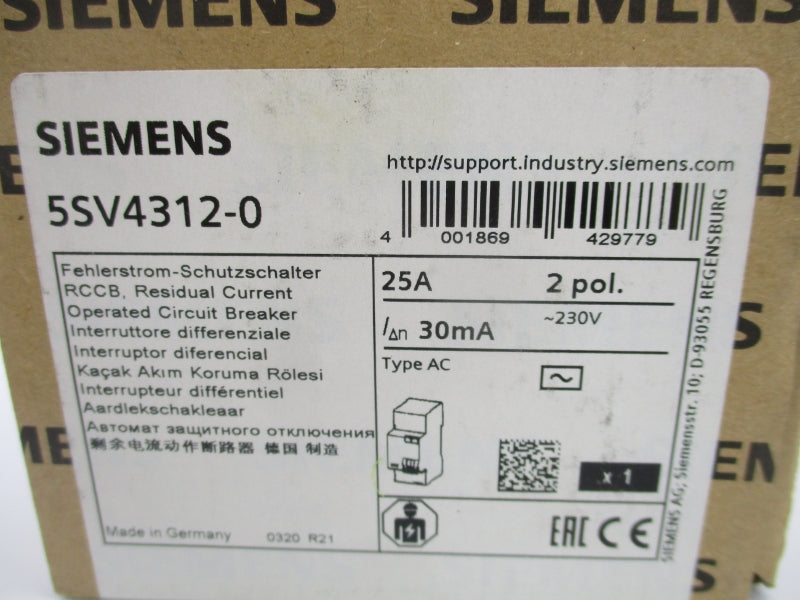 SIEMENS
SIEMENS
SIEMENS
http://support.industry.siemens.com
5SV4312-0
4 001869 429779
Fehlerstrom-Schutzschalter
RCCB, Residual Current
Operated Circuit Breaker
Interruttore differenziale
Interruptor diferencial
Kaçak Akım Koruma Rölesi
Interrupteur différentiel
Aardlekschakleaar
Автомат защитного отключения
剩余电流动作断路器 德国 制造
Made in Germany 0320 R21
25A 2 pol.
I∆n 30mA ~230V
Type AC
x 1
EAC CE
SIEMENS AG; Siemensstr. 10; D-93055 REGENSBURG